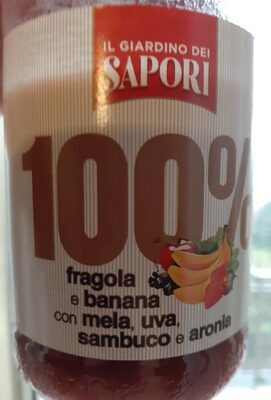 IL GIARDINO DEI
SAPORI
100%
fragola
e banana
con mela, uva,
sambuco e aronia